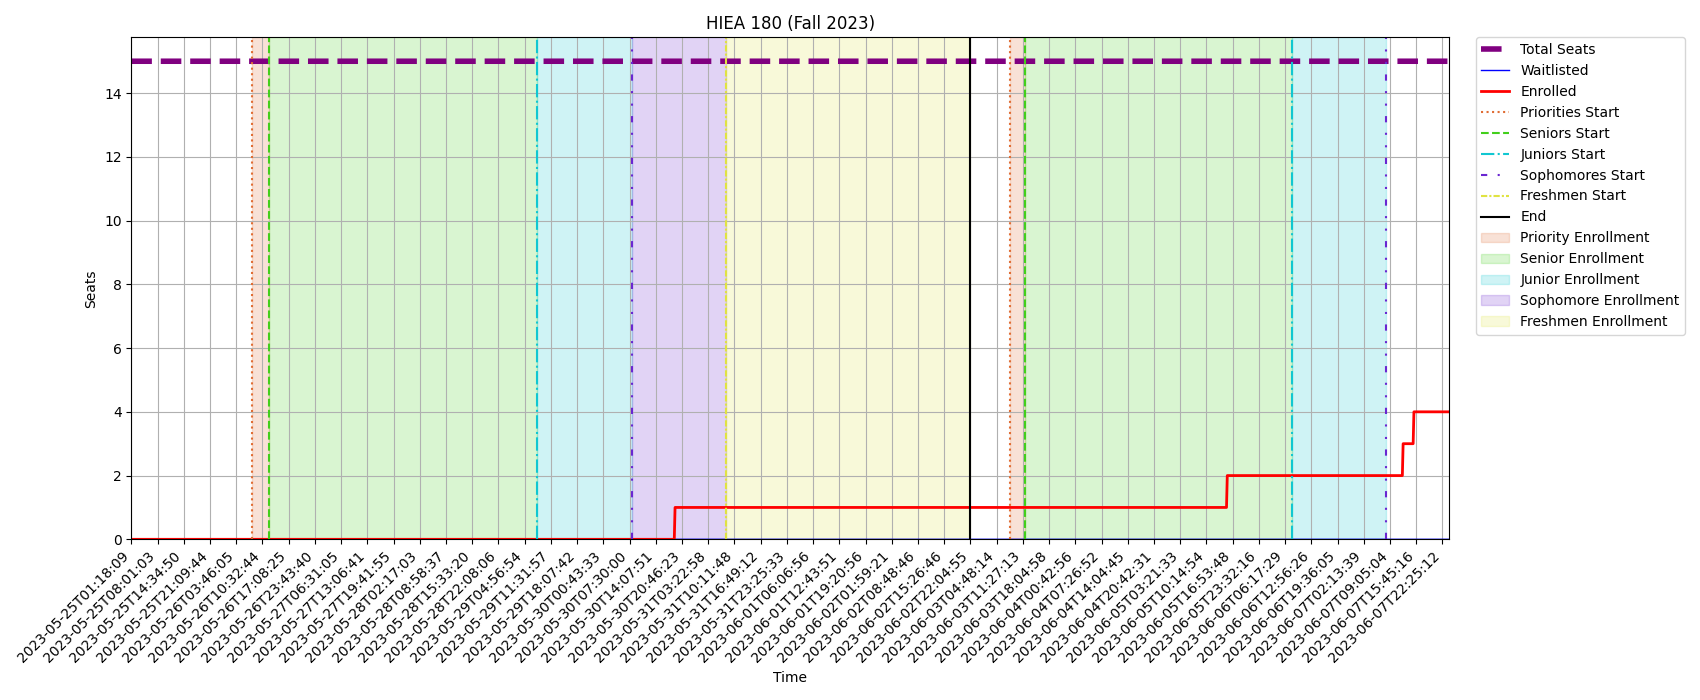 HIEA 180 (Fall 2023)
Seats
14
12
10
8
6
4
2
0
2023-05-25T01:18:09
2023-05-25T08:01:03
2023-05-25T14:34:50
2023-05-25T21:09:44
2023-05-26T03:46:05
2023-05-26T10:32:44
2023-05-26T17:08:25
2023-05-26T23:43:40
2023-05-27T06:31:05
2023-05-27T13:06:41
2023-05-27T19:41:55
2023-05-28T02:17:03
2023-05-28T08:58:37
2023-05-28T15:33:20
2023-05-28T22:08:06
2023-05-29T04:56:54
2023-05-29T11:31:57
2023-05-29T18:07:42
2023-05-30T00:43:33
2023-05-30T07:30:00
2023-05-30T14:07:51
2023-05-30T20:46:23
2023-05-31T03:22:58
2023-05-31T10:11:48
2023-05-31T16:49:12
2023-05-31T23:25:33
2023-06-01T06:06:56
2023-06-01T12:43:51
2023-06-01T19:20:56
2023-06-02T01:59:21
2023-06-02T08:48:46
2023-06-02T15:26:46
2023-06-02T22:04:55
2023-06-03T04:48:14
2023-06-03T11:27:13
2023-06-03T18:04:58
2023-06-04T00:42:56
2023-06-04T07:26:52
2023-06-04T14:04:45
2023-06-04T20:42:31
2023-06-05T03:21:33
2023-06-05T10:14:54
2023-06-05T16:53:48
2023-06-05T23:32:16
2023-06-06T06:17:29
2023-06-06T12:56:26
2023-06-06T19:36:05
2023-06-07T02:13:39
2023-06-07T09:05:04
2023-06-07T15:45:16
2023-06-07T22:25:12
Time
Total Seats
Waitlisted
Enrolled
Priorities Start
Seniors Start
Juniors Start
Sophomores Start
Freshmen Start
End
Priority Enrollment
Senior Enrollment
Junior Enrollment
Sophomore Enrollment
Freshmen Enrollment